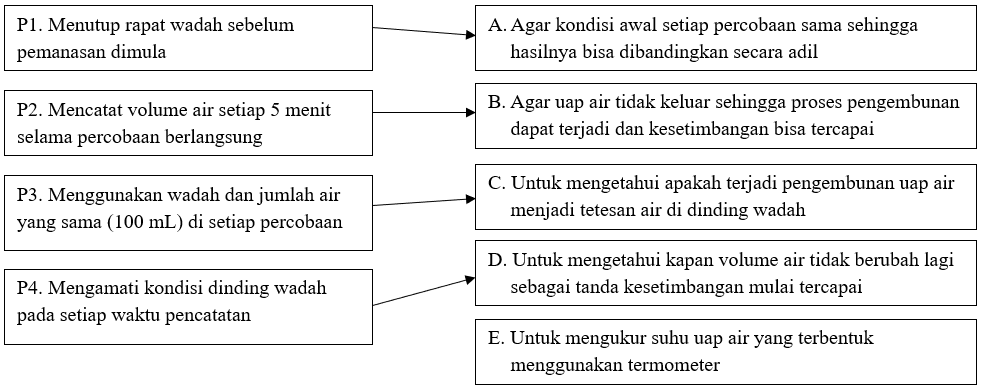 P1. Menutup rapat wadah sebelum
pemanasan dimula
P2. Mencatat volume air setiap 5 menit
selama percobaan berlangsung
P3. Menggunakan wadah dan jumlah air
yang sama (100 mL) di setiap percobaan
P4. Mengamati kondisi dinding wadah
pada setiap waktu pencatatan
A. Agar kondisi awal setiap percobaan sama sehingga
hasilnya bisa dibandingkan secara adil
B. Agar uap air tidak keluar sehingga proses pengembunan
dapat terjadi dan kesetimbangan bisa tercapai
C. Untuk mengetahui apakah terjadi pengembunan uap air
menjadi tetesan air di dinding wadah
D. Untuk mengetahui kapan volume air tidak berubah lagi
sebagai tanda kesetimbangan mulai tercapai
E. Untuk mengukur suhu uap air yang terbentuk
menggunakan termometer